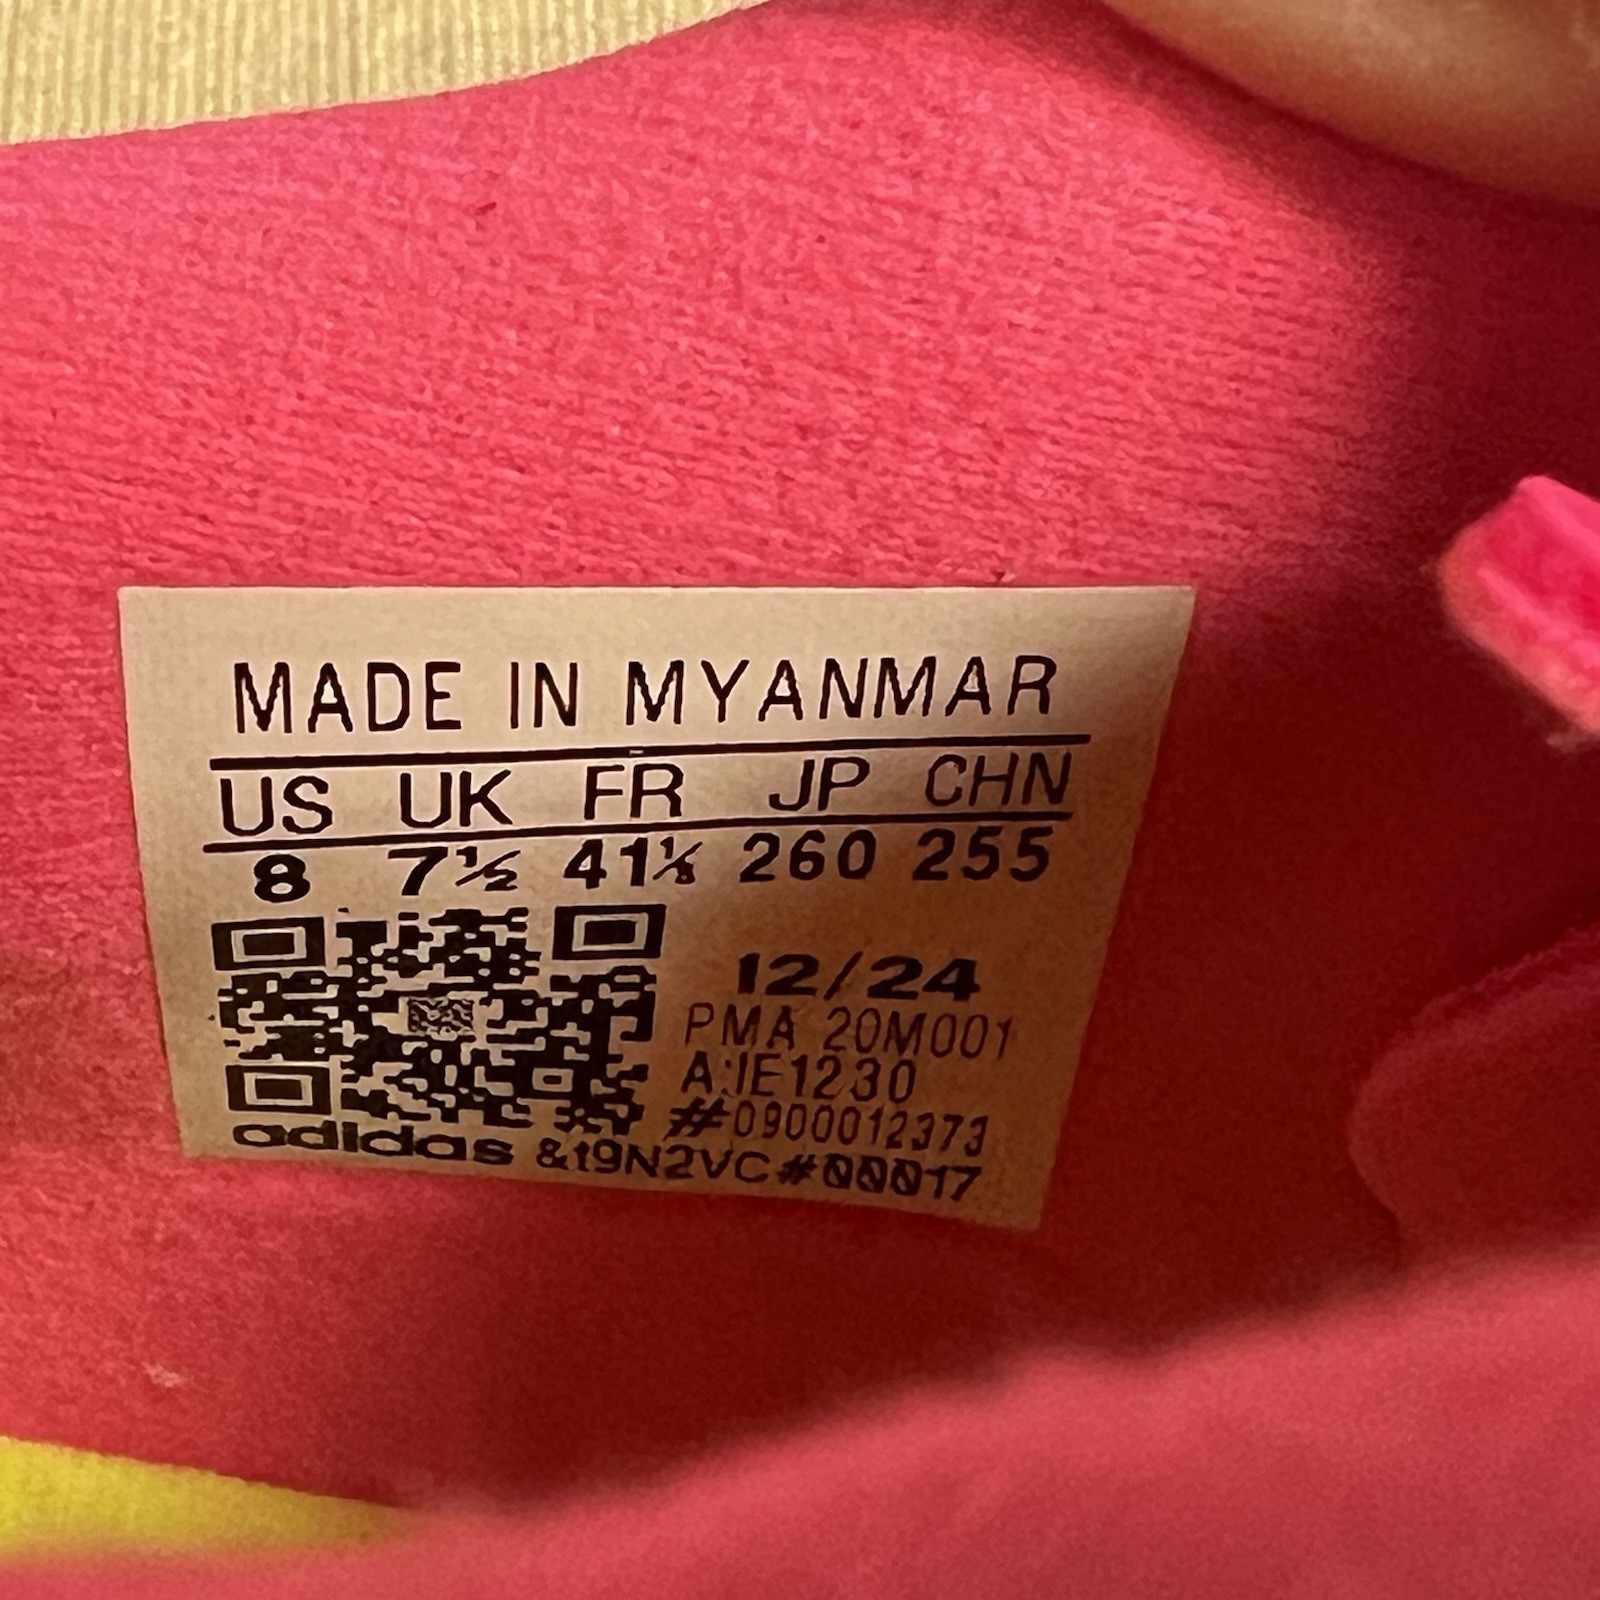 MADE IN MYANMAR
US UK FR JP CHN
8 7½ 41⅓ 260 255
12/24
PMA 20M001
A:IE1230
#0900012373
adidas &t9N2VC#00017